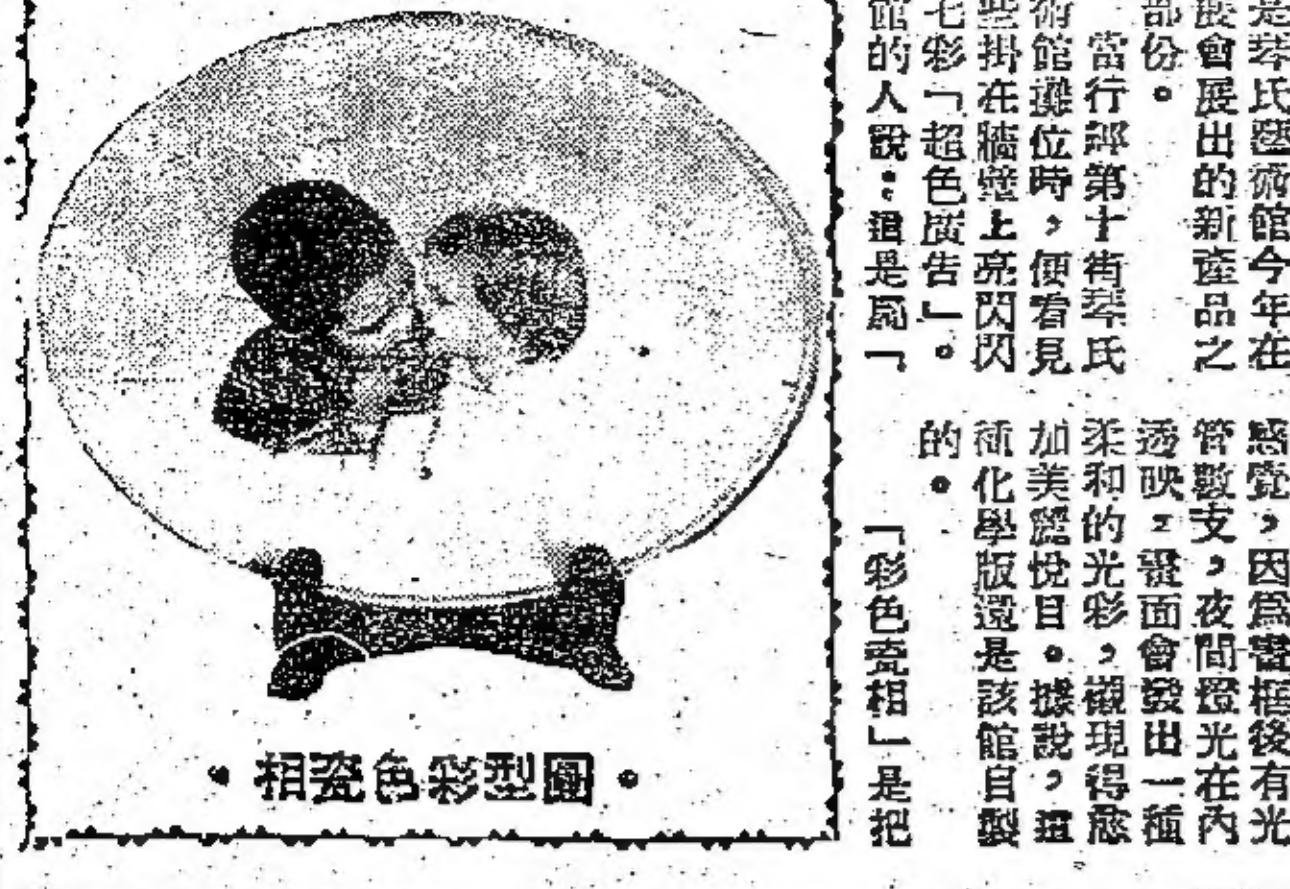 是琴氏藝術館今年在
展會展出的新產品之
部份。
當行經第十街琴氏
術館攤位時，便看見
些掛在牆壁上亮閃閃
七彩「超色廣告」。
館的人說：這是爲「
感覺，因爲畫框後有光
管數支，夜間燈光在內
透映，畫面會發出一種
柔和的光彩，襯現得愈
加美麗悅目。據說，這
種化學版還是該館自製
的。
「彩色瓷相」是把
•相瓷色彩型圓•